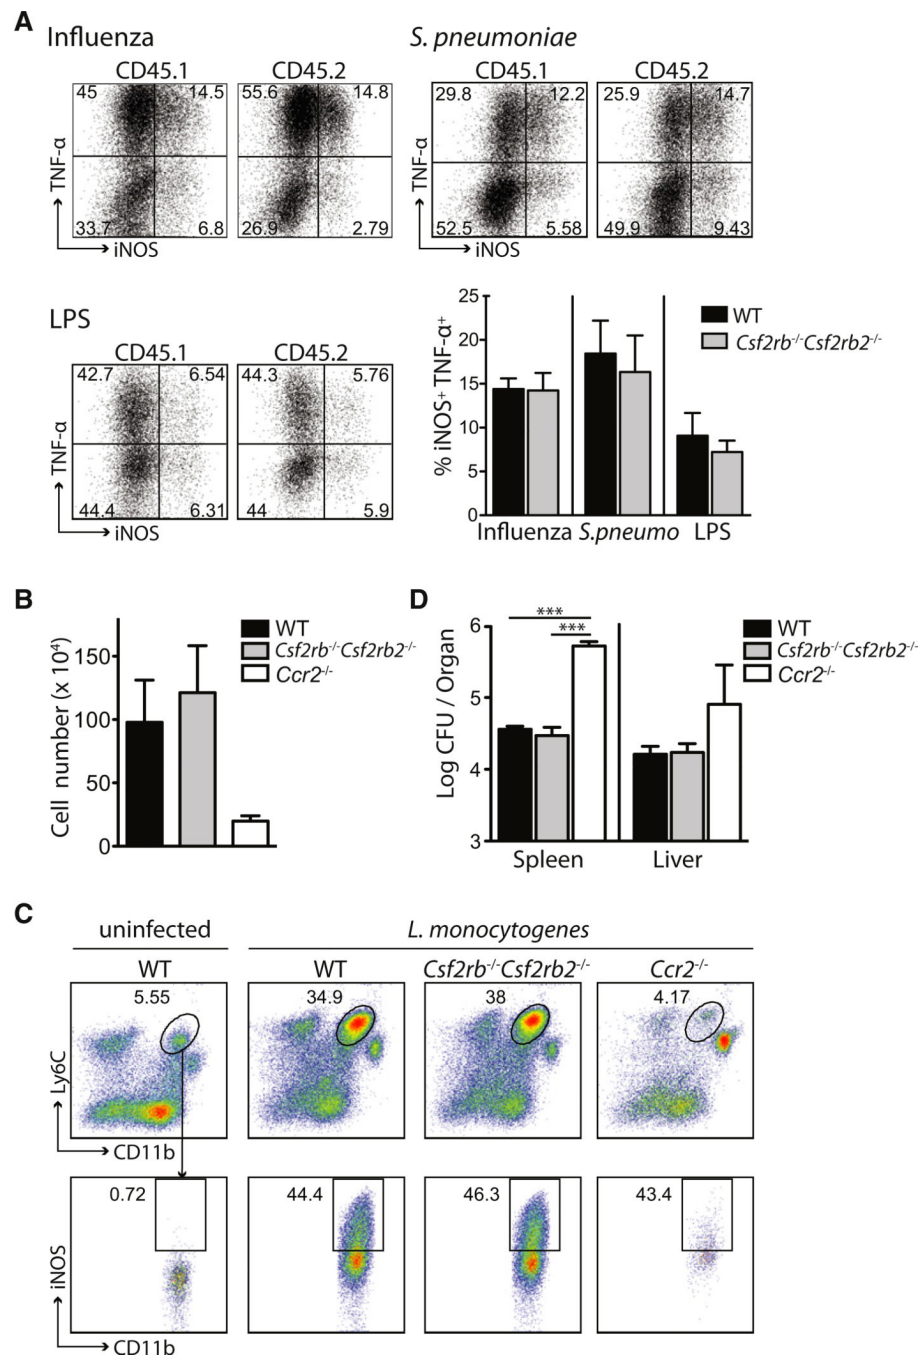 A
Influenza
S. pneumoniae
CD45.1
CD45.2
CD45.1
CD45.2
45
14.5
55.6
14.8
29.8
12.2
25.9
14.7
TNF-α
TNF-α
33.7
6.8
26.9
2.79
52.5
5.58
49.9
9.43
iNOS
iNOS
LPS
CD45.1
CD45.2
42.7
6.54
44.3
5.76
TNF-α
44.4
6.31
44
5.9
iNOS
% iNOS⁺ TNF-α⁺
25
20
15
10
5
0
Influenza
S.pneumo
LPS
WT
Csf2rb⁻/⁻Csf2rb2⁻/⁻
B
Cell number (x 10⁴)
150
100
50
0
WT
Csf2rb⁻/⁻Csf2rb2⁻/⁻
Ccr2⁻/⁻
D
Log CFU / Organ
6
5
4
3
***
***
Spleen
Liver
WT
Csf2rb⁻/⁻Csf2rb2⁻/⁻
Ccr2⁻/⁻
C
uninfected
L. monocytogenes
WT
WT
Csf2rb⁻/⁻Csf2rb2⁻/⁻
Ccr2⁻/⁻
5.55
34.9
38
4.17
Ly6C
CD11b
0.72
44.4
46.3
43.4
iNOS
CD11b